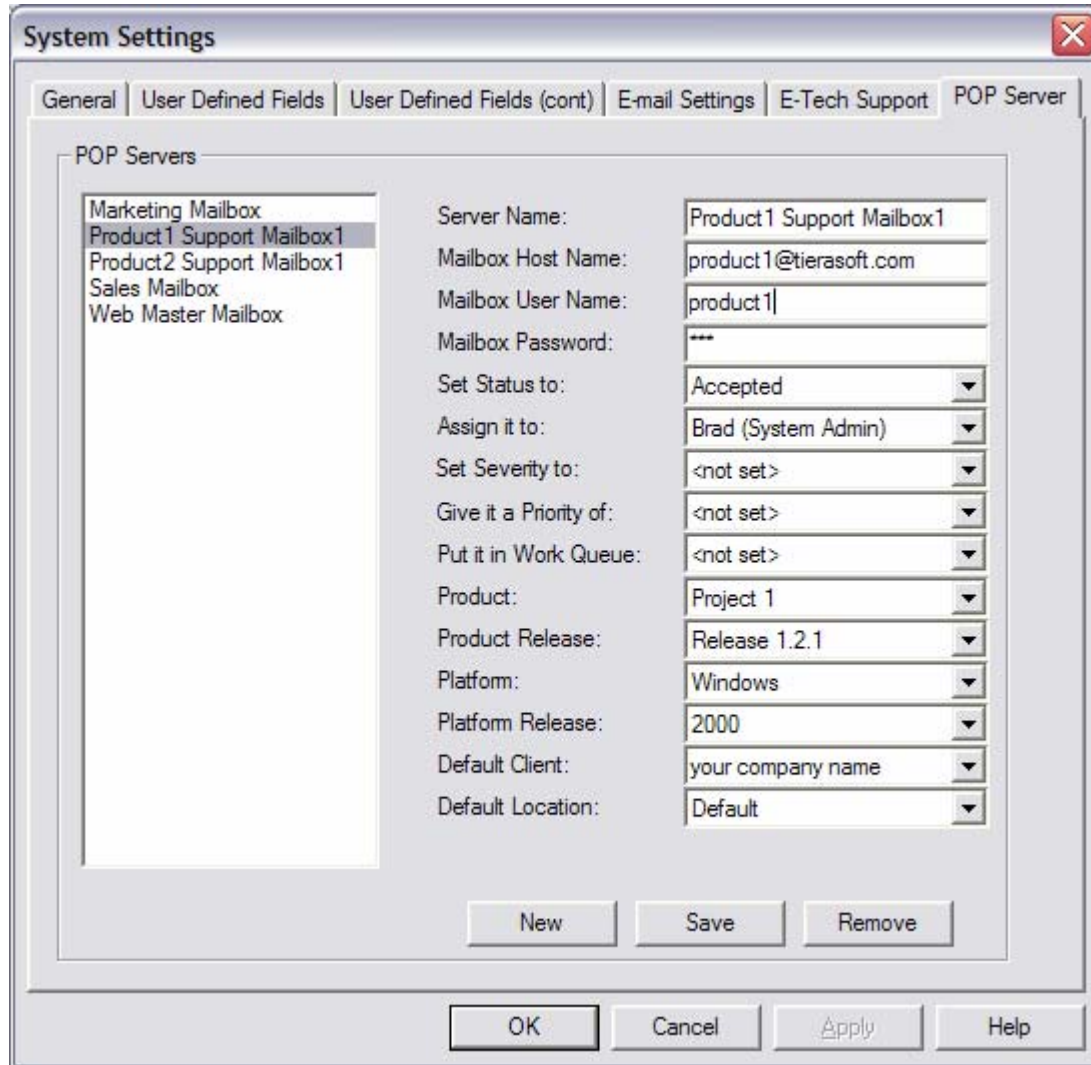 System Settings
General User Defined Fields User Defined Fields (cont) E-mail Settings E-Tech Support POP Server
POP Servers
Marketing Mailbox
Product1 Support Mailbox1
Product2 Support Mailbox1
Sales Mailbox
Web Master Mailbox
Server Name: Product1 Support Mailbox1
Mailbox Host Name: product1@tierasoft.com
Mailbox User Name: product1
Mailbox Password: ***
Set Status to: Accepted
Assign it to: Brad (System Admin)
Set Severity to: <not set>
Give it a Priority of: <not set>
Put it in Work Queue: <not set>
Product: Project 1
Product Release: Release 1.2.1
Platform: Windows
Platform Release: 2000
Default Client: your company name
Default Location: Default
New Save Remove
OK Cancel Apply Help